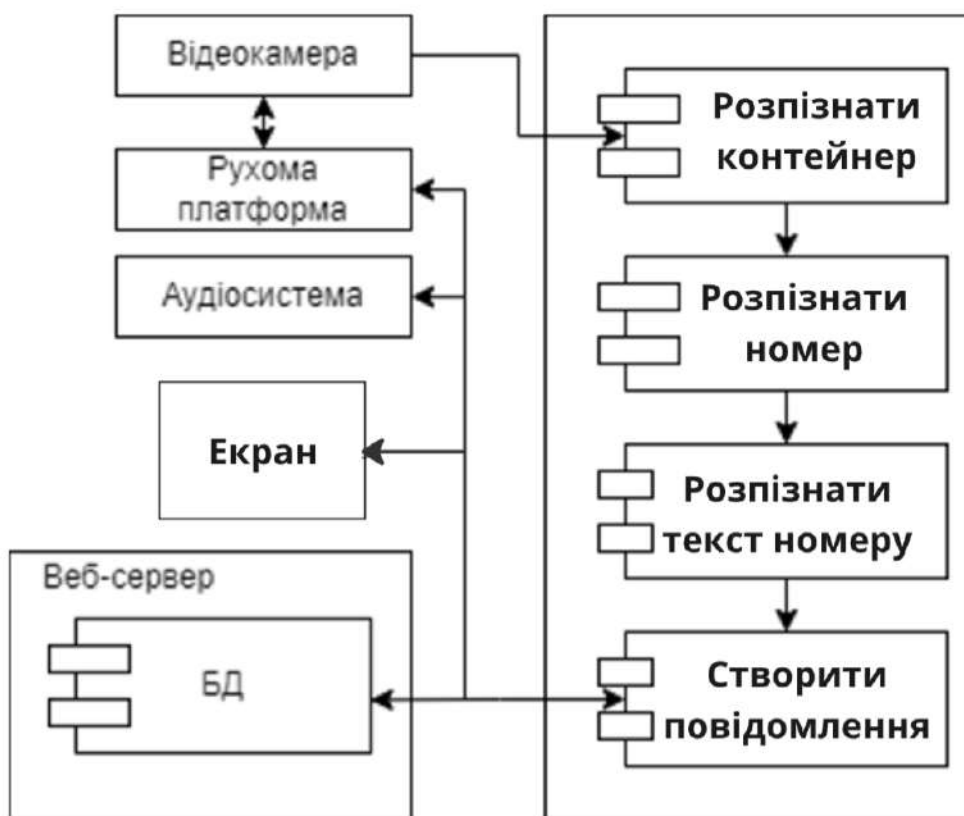 Відеокамера
Рухома
платформа
Аудіосистема
Екран
Веб-сервер
БД
Розпізнати
контейнер
Розпізнати
номер
Розпізнати
текст номеру
Створити
повідомлення